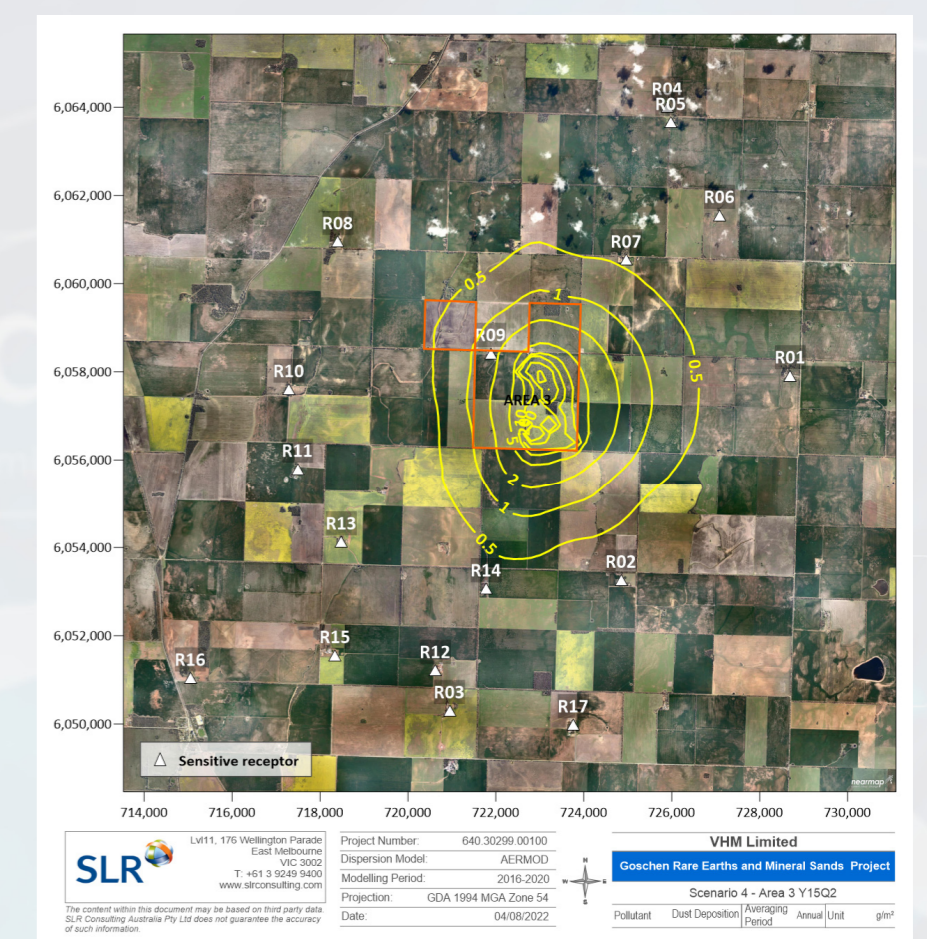 6,064,000
6,062,000
6,060,000
6,058,000
6,056,000
6,054,000
6,052,000
6,050,000
R04
R05
R06
R08
R07
0.5
1
R09
0.5
R01
R10
AREA 3
R11
5
2
1
R13
0.5
R14
R02
R15
R12
R16
R03
R17
Sensitive receptor
nearmap
714,000 716,000 718,000 720,000 722,000 724,000 726,000 728,000 730,000
SLR
Lvl11, 176 Wellington Parade
East Melbourne
VIC 3002
T: +61 3 9249 9400
www.slrconsulting.com
The content within this document may be based on third party data.
SLR Consulting Australia Pty Ltd does not guarantee the accuracy
of such information.
Project Number: 640.30299.00100
Dispersion Model: AERMOD
Modelling Period: 2016-2020
Projection: GDA 1994 MGA Zone 54
Date: 04/08/2022
N
W E
S
VHM Limited
Goschen Rare Earths and Mineral Sands Project
Scenario 4 - Area 3 Y15Q2
Pollutant Dust Deposition Averaging Period Annual Unit g/m²